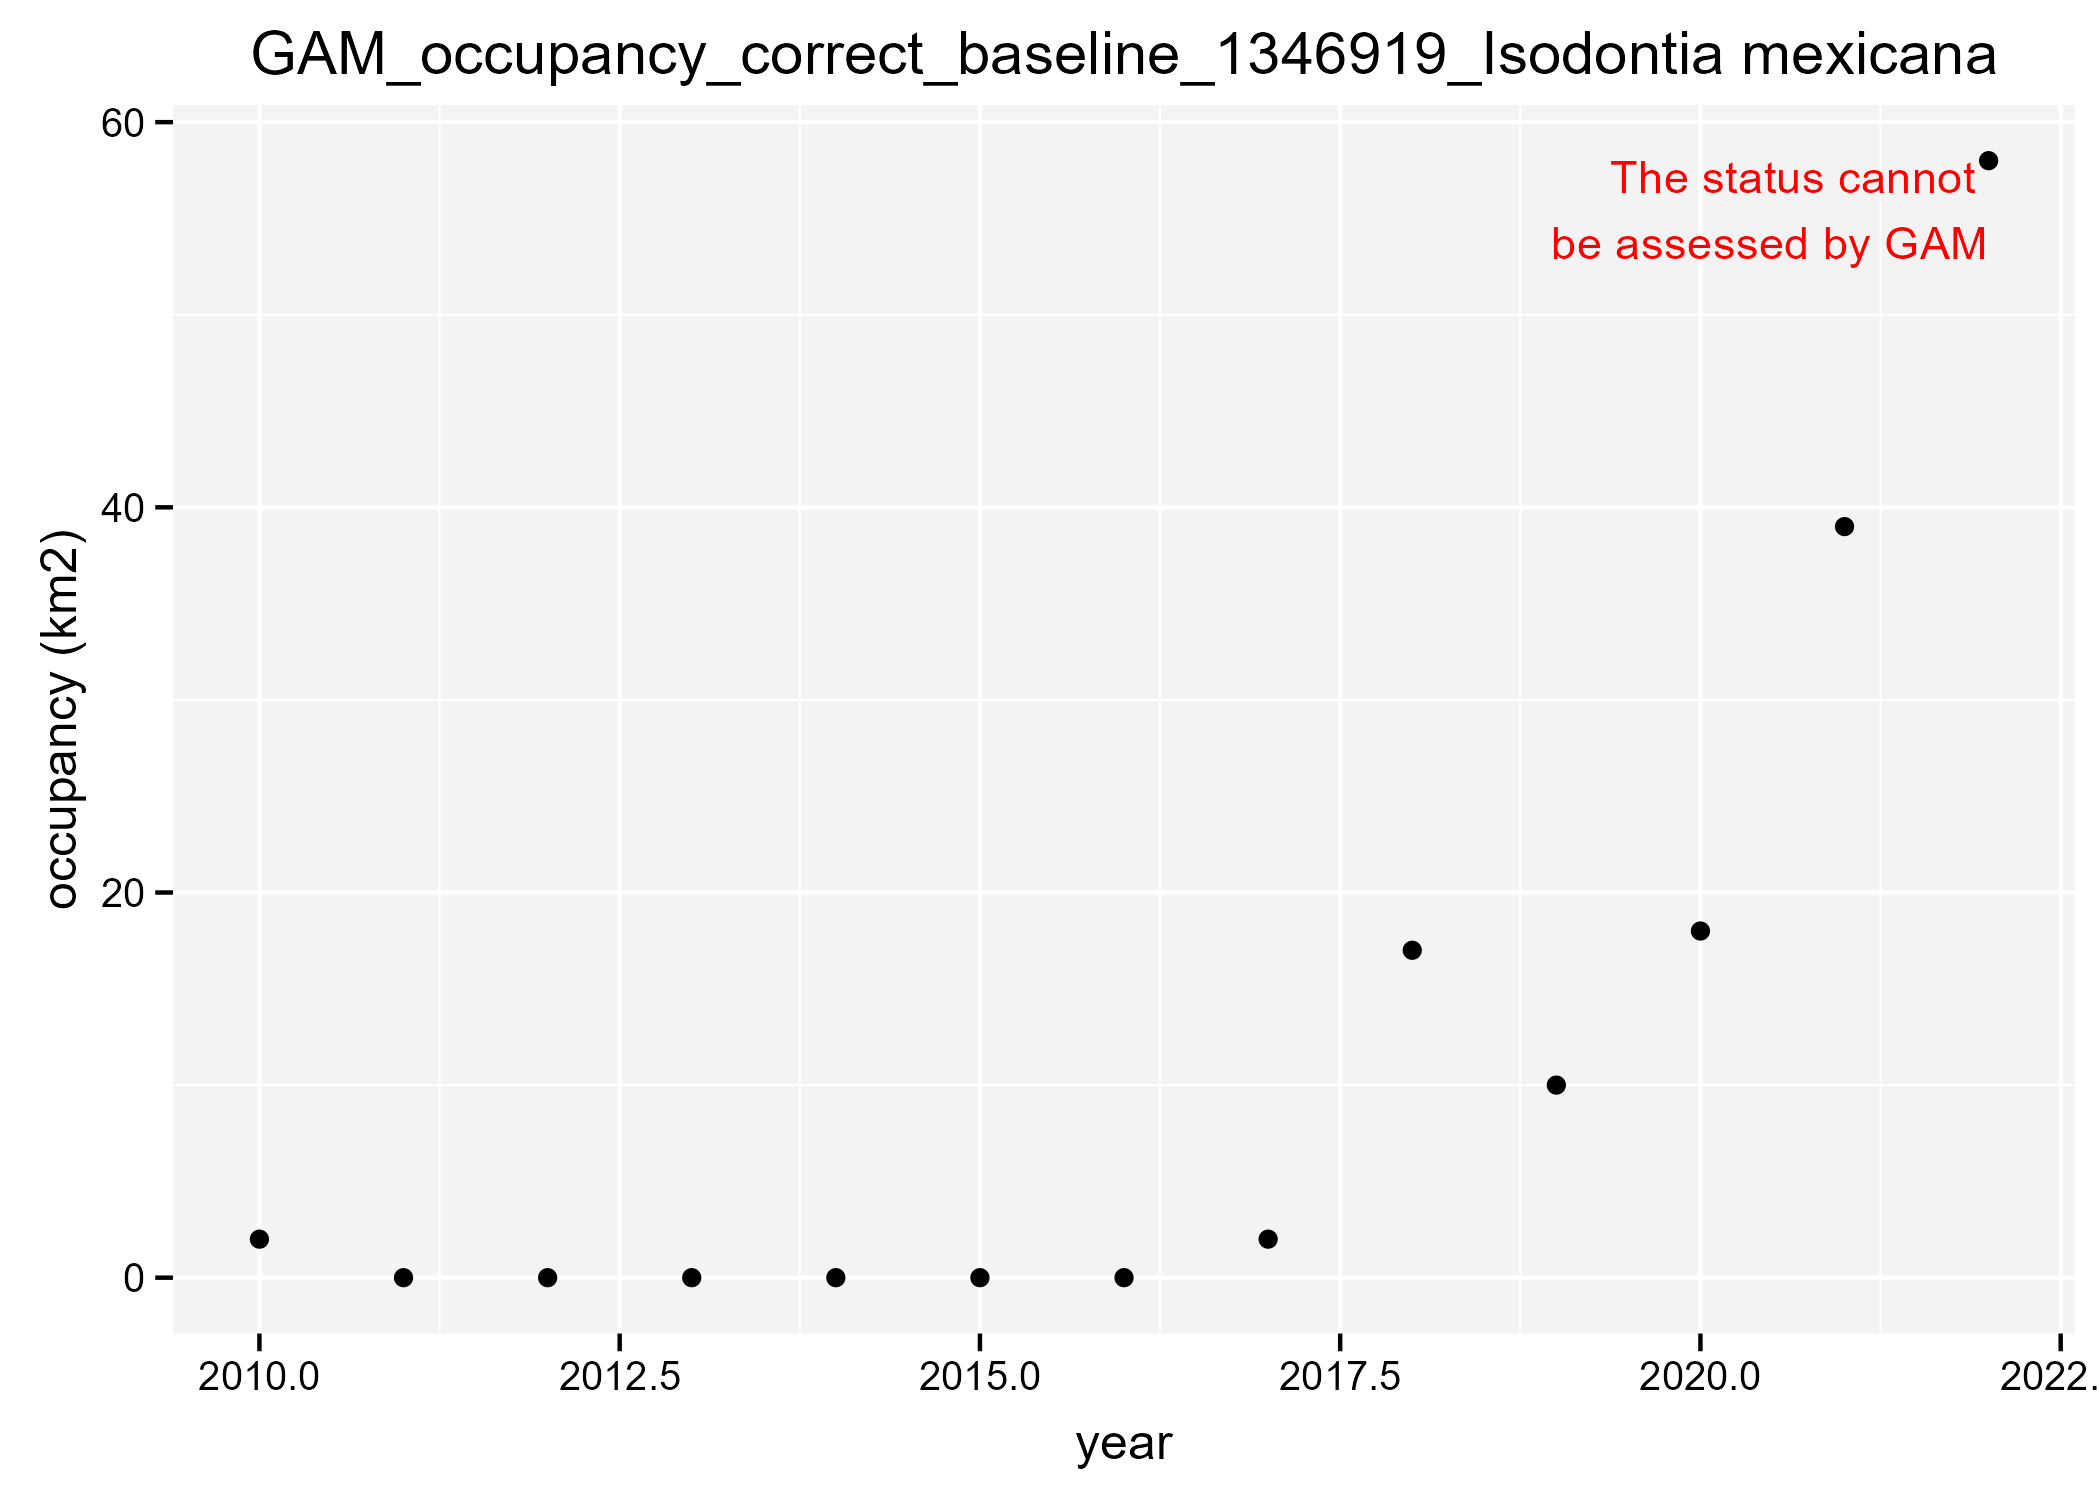 GAM_occupancy_correct_baseline_1346919_Isodontia mexicana
60
The status cannot
be assessed by GAM
40
occupancy (km2)
20
0
2010.0 2012.5 2015.0 2017.5 2020.0 2022.
year